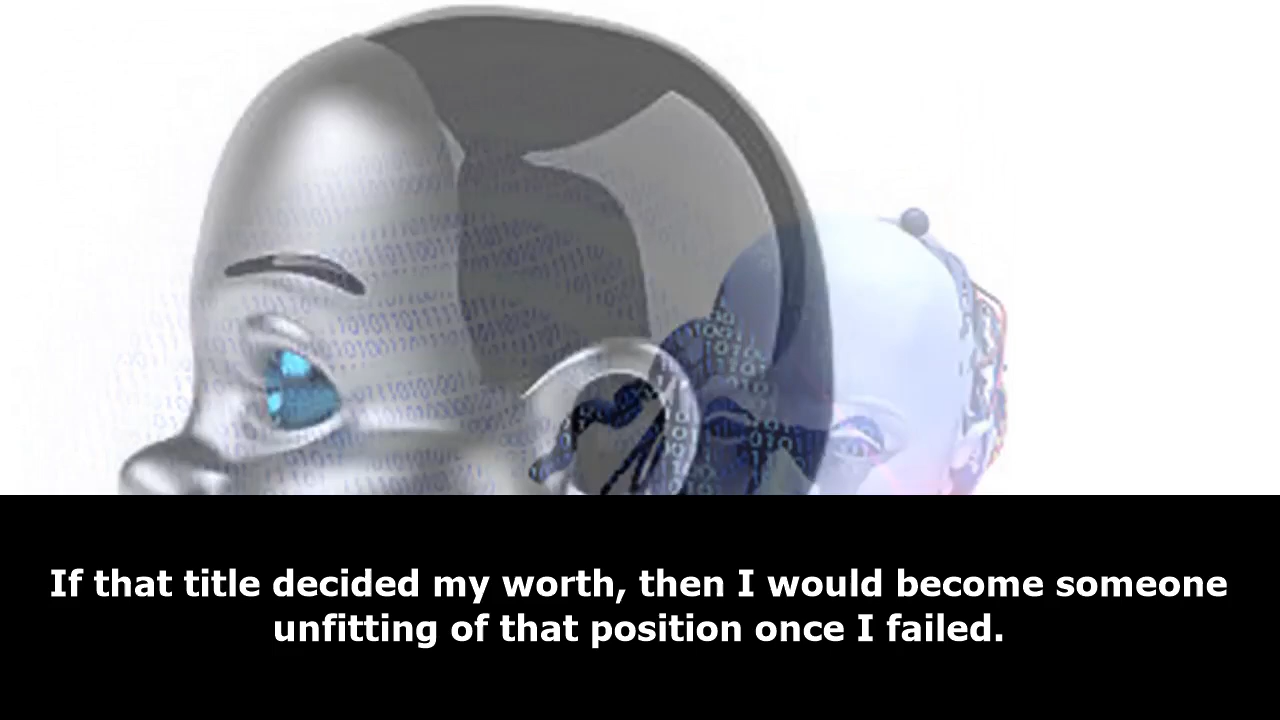 If that title decided my worth, then I would become someone
unfitting of that position once I failed.